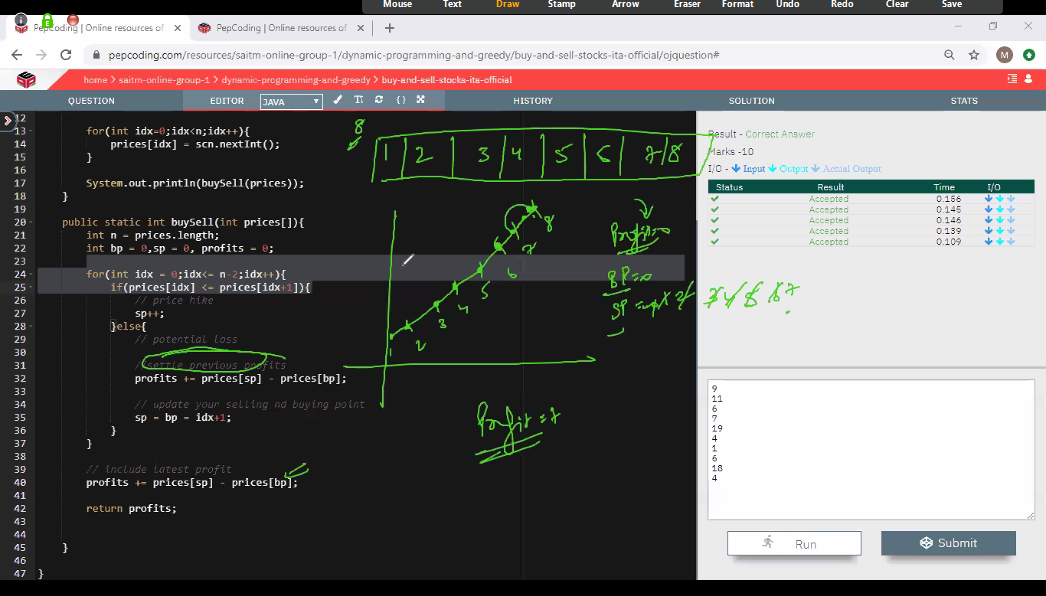 Mouse Text Draw Stamp Arrow Eraser Format Undo Redo Clear Save
PepCoding | Online resources of × PepCoding | Online resources of × +
pepcoding.com/resources/saitm-online-group-1/dynamic-programming-and-greedy/buy-and-sell-stocks-ita-official/ojquestion# M
home > saitm-online-group-1 > dynamic-programming-and-greedy > buy-and-sell-stocks-ita-official
QUESTION EDITOR JAVA HISTORY SOLUTION STATS
12
13 for(int idx=0;idx<n;idx++){
14 prices[idx] = scn.nextInt();
15 }
16
17 System.out.println(buySell(prices));
18 }
19
20 public static int buySell(int prices[]){
21 int n = prices.length;
22 int bp = 0,sp = 0, profits = 0;
23
24 for(int idx = 0;idx<= n-2;idx++){
25 if(prices[idx] <= prices[idx+1]){
26 // price hike
27 sp++;
28 }else{
29 // potential loss
30
31 //settle previous profits
32 profits += prices[sp] - prices[bp];
33
34 // update your selling nd buying point
35 sp = bp = idx+1;
36 }
37 }
38
39 // include latest profit
40 profits += prices[sp] - prices[bp];
41
42 return profits;
43
44
45 }
46
47 }
8
1 2 3 4 5 6 7 8
1 2 3 4 5 6 7 8
Profit=0
BP=0
SP =
Profit=7
Result - Correct Answer
Marks -10
I/O - Input Output Actual Output
Status Result Time I/O
Accepted 0.156
Accepted 0.145
Accepted 0.146
Accepted 0.139
Accepted 0.109
9
11
6
7
19
4
1
6
18
4
Run Submit